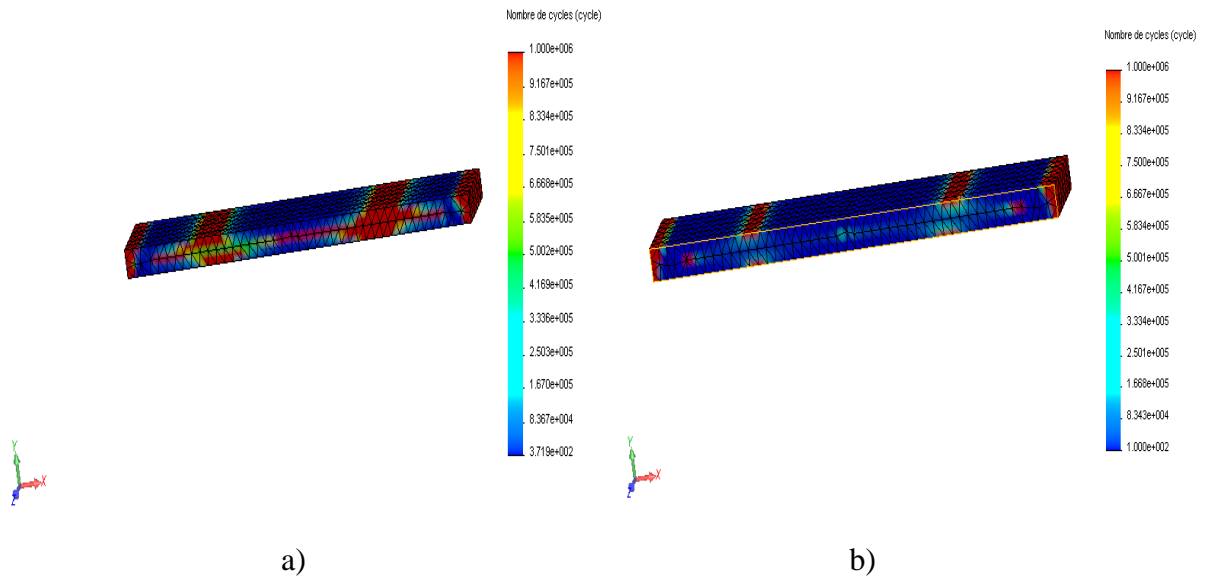 Nombre de cycles (cycle)
1.000e+006
9.167e+005
8.334e+005
7.501e+005
6.668e+005
5.835e+005
5.002e+005
4.169e+005
3.336e+005
2.503e+005
1.670e+005
8.367e+004
3.719e+002
Y
X
Z
a)
Nombre de cycles (cycle)
1.000e+006
9.167e+005
8.334e+005
7.500e+005
6.667e+005
5.834e+005
5.001e+005
4.167e+005
3.334e+005
2.501e+005
1.668e+005
8.343e+004
1.000e+002
Y
X
Z
b)